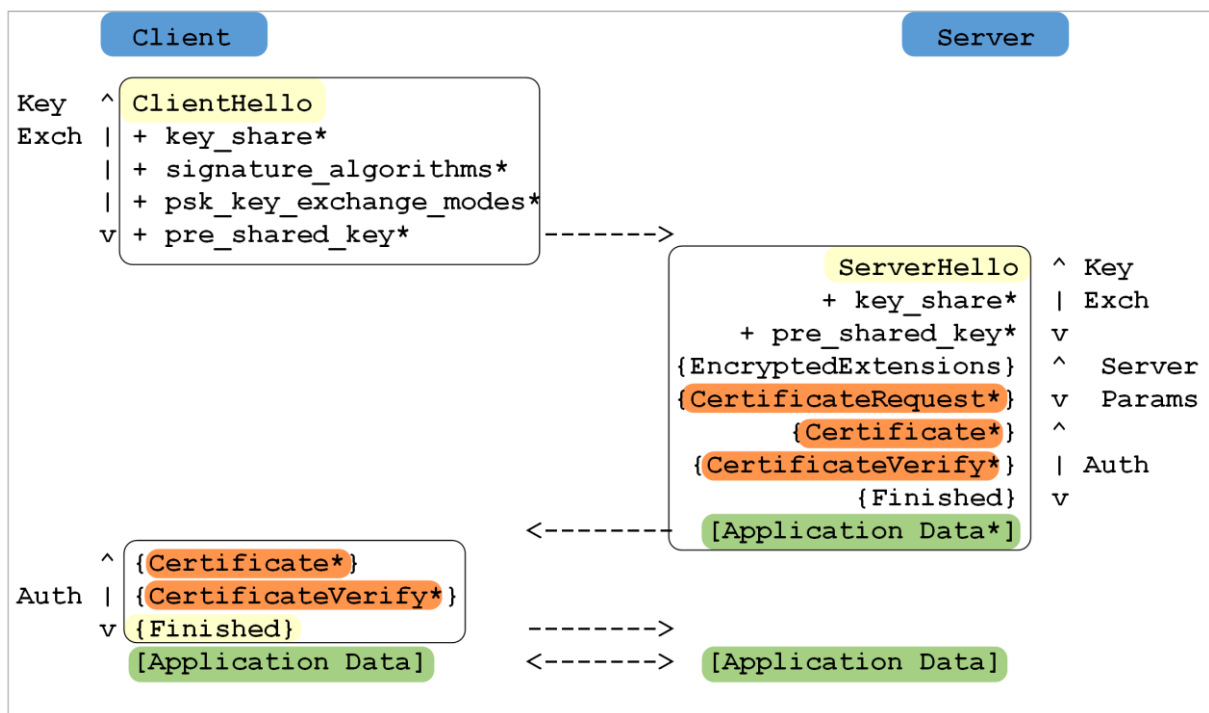 Client Server
Key ^ ClientHello
Exch | + key_share*
| + signature_algorithms*
| + psk_key_exchange_modes*
v + pre_shared_key* ------->
ServerHello ^ Key
+ key_share* | Exch
+ pre_shared_key* v
{EncryptedExtensions} ^ Server
{CertificateRequest*} v Params
{Certificate*} ^
{CertificateVerify*} | Auth
{Finished} v
<------- [Application Data*]
^ {Certificate*}
Auth | {CertificateVerify*}
v {Finished} ------->
[Application Data] <-------> [Application Data]